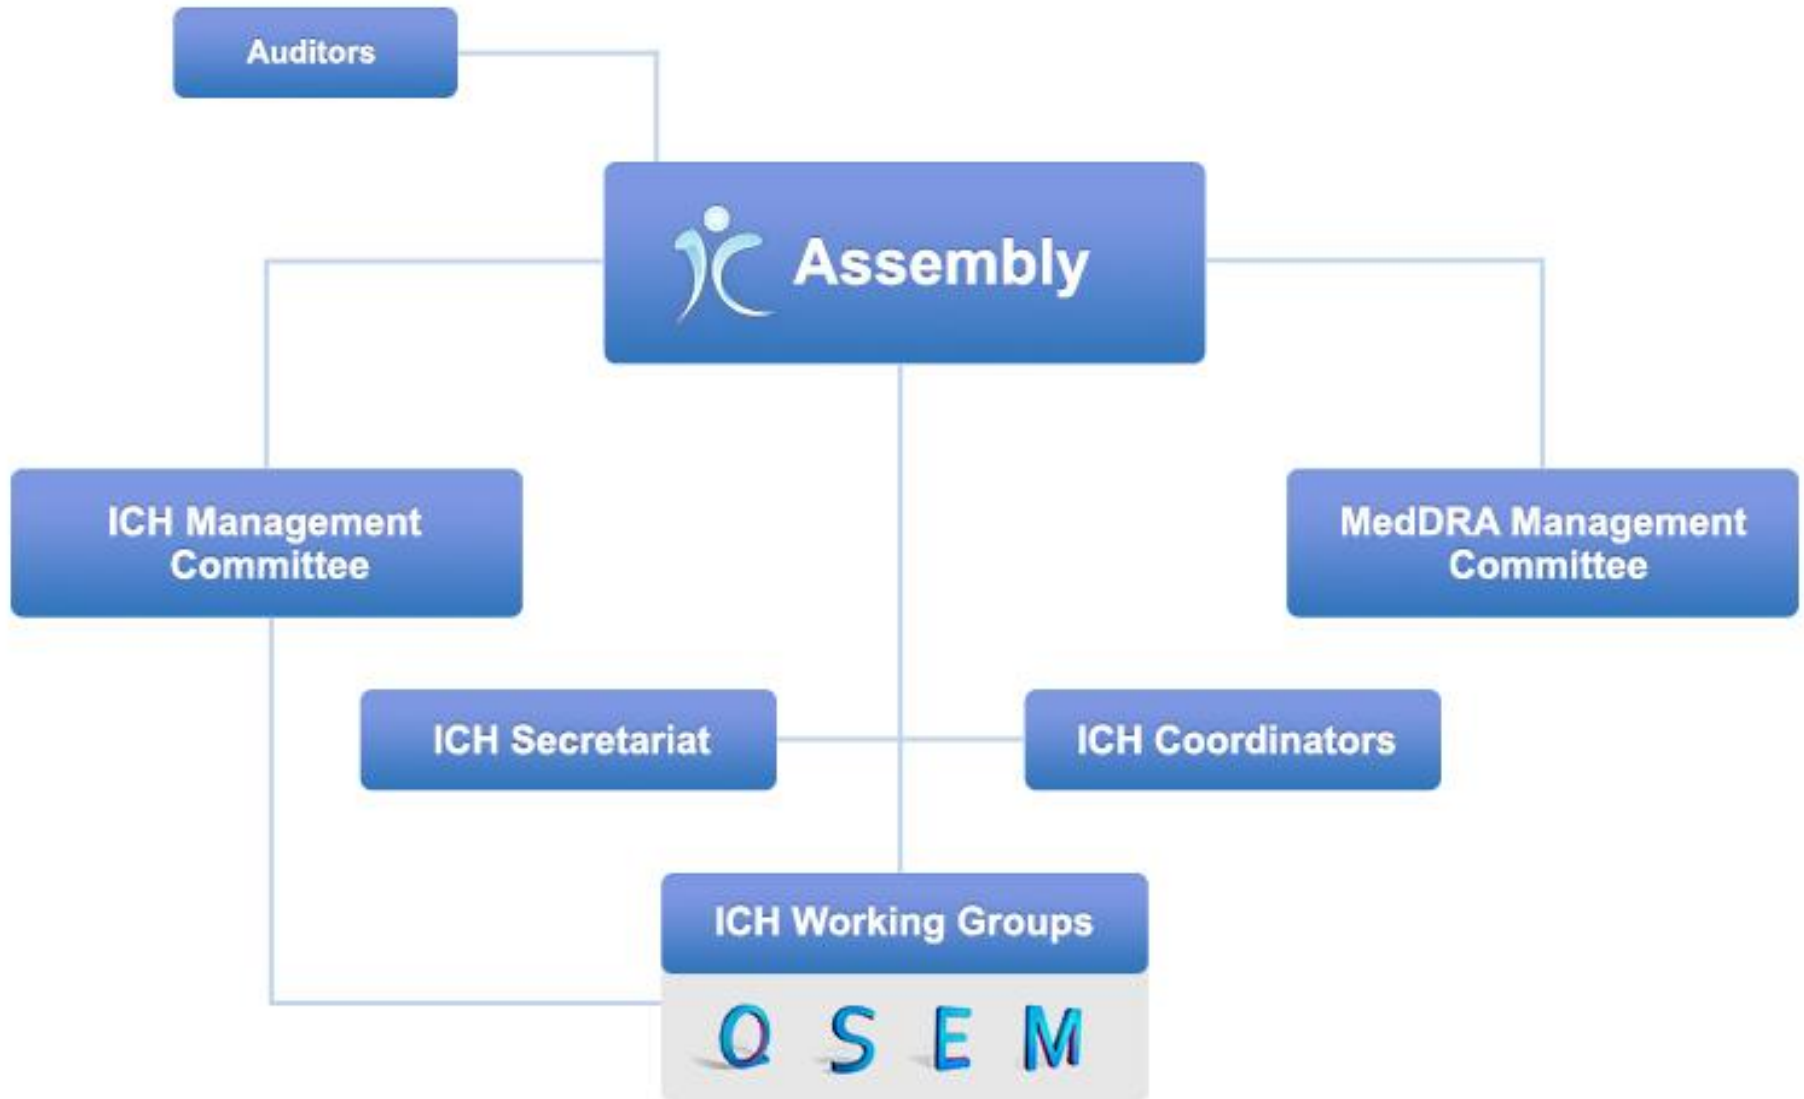 Auditors
Assembly
ICH Management
Committee
MedDRA Management
Committee
ICH Secretariat
ICH Coordinators
ICH Working Groups
Q S E M